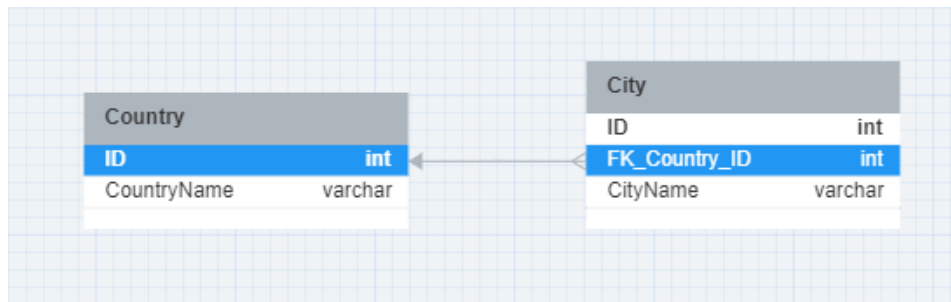 Country
ID int
CountryName varchar
City
ID int
FK_Country_ID int
CityName varchar